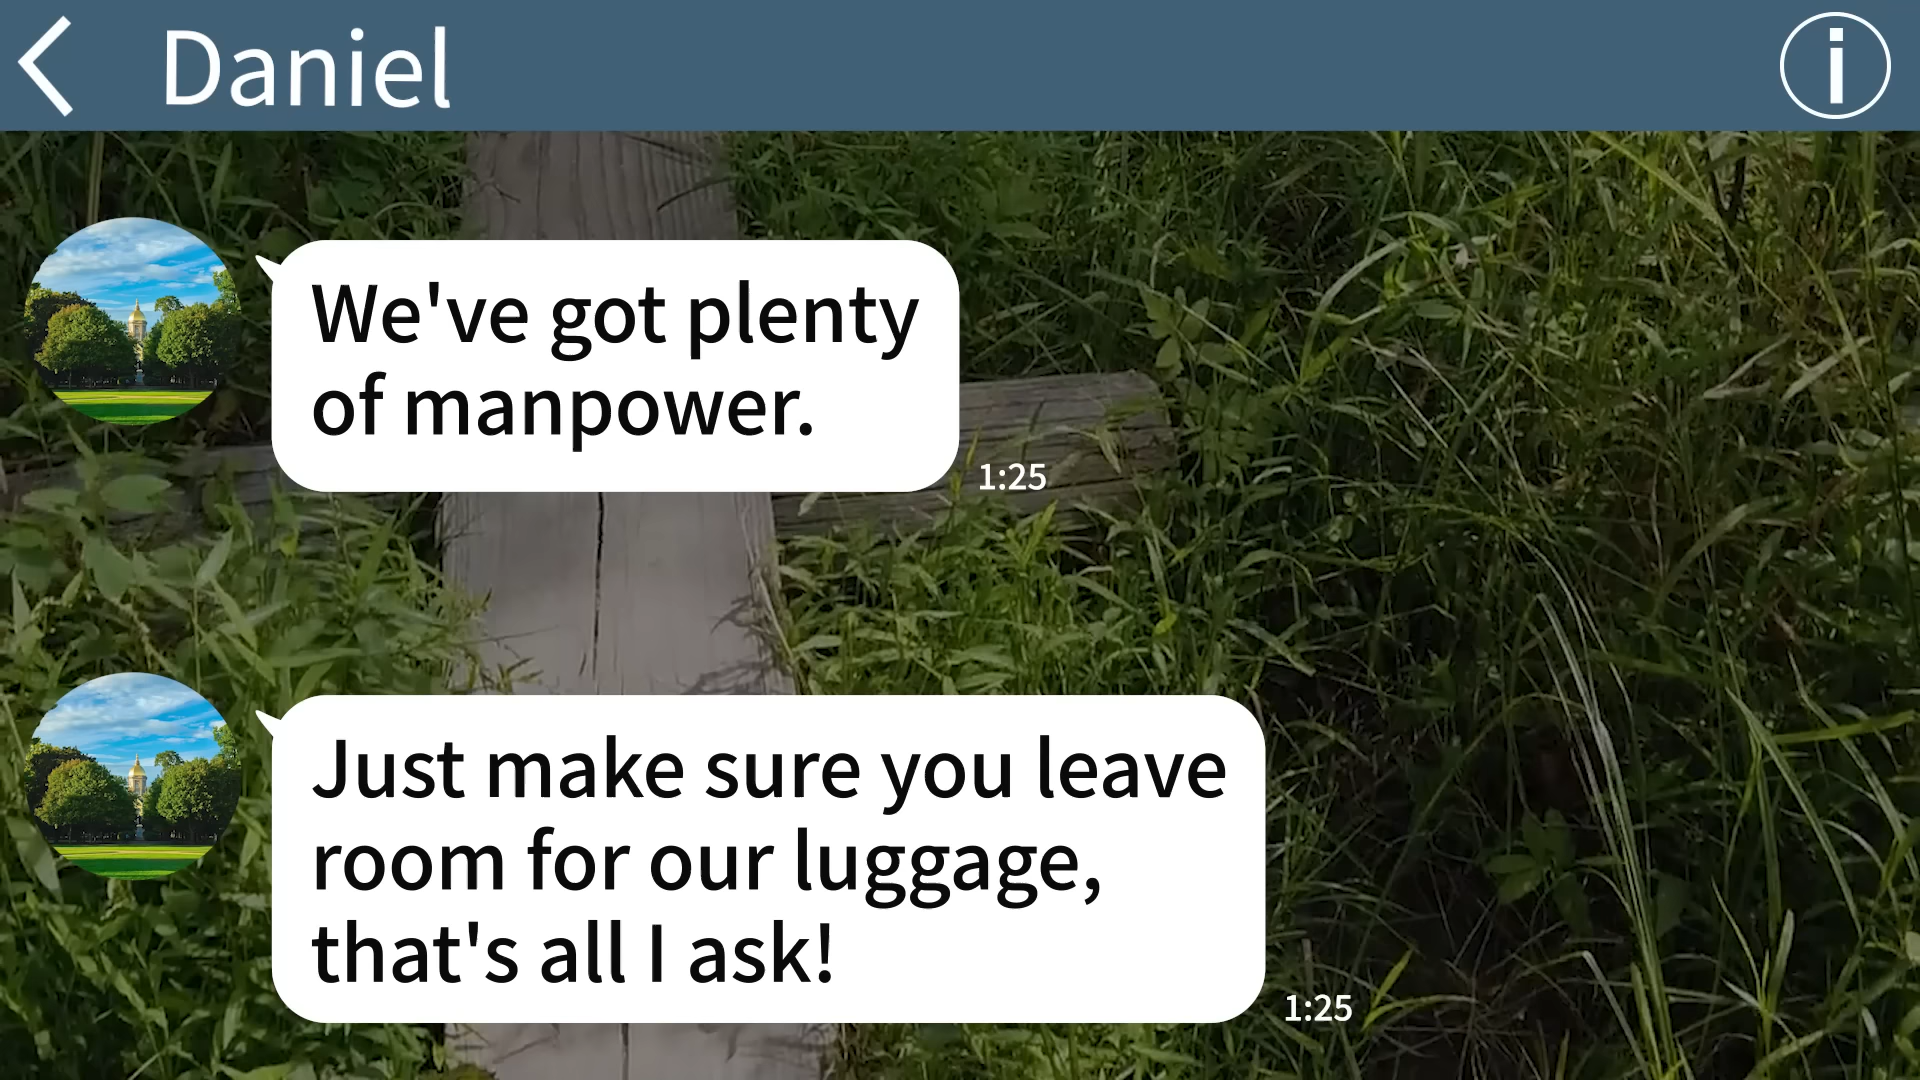 Daniel
We've got plenty
of manpower.
1:25
Just make sure you leave
room for our luggage,
that's all I ask!
1:25